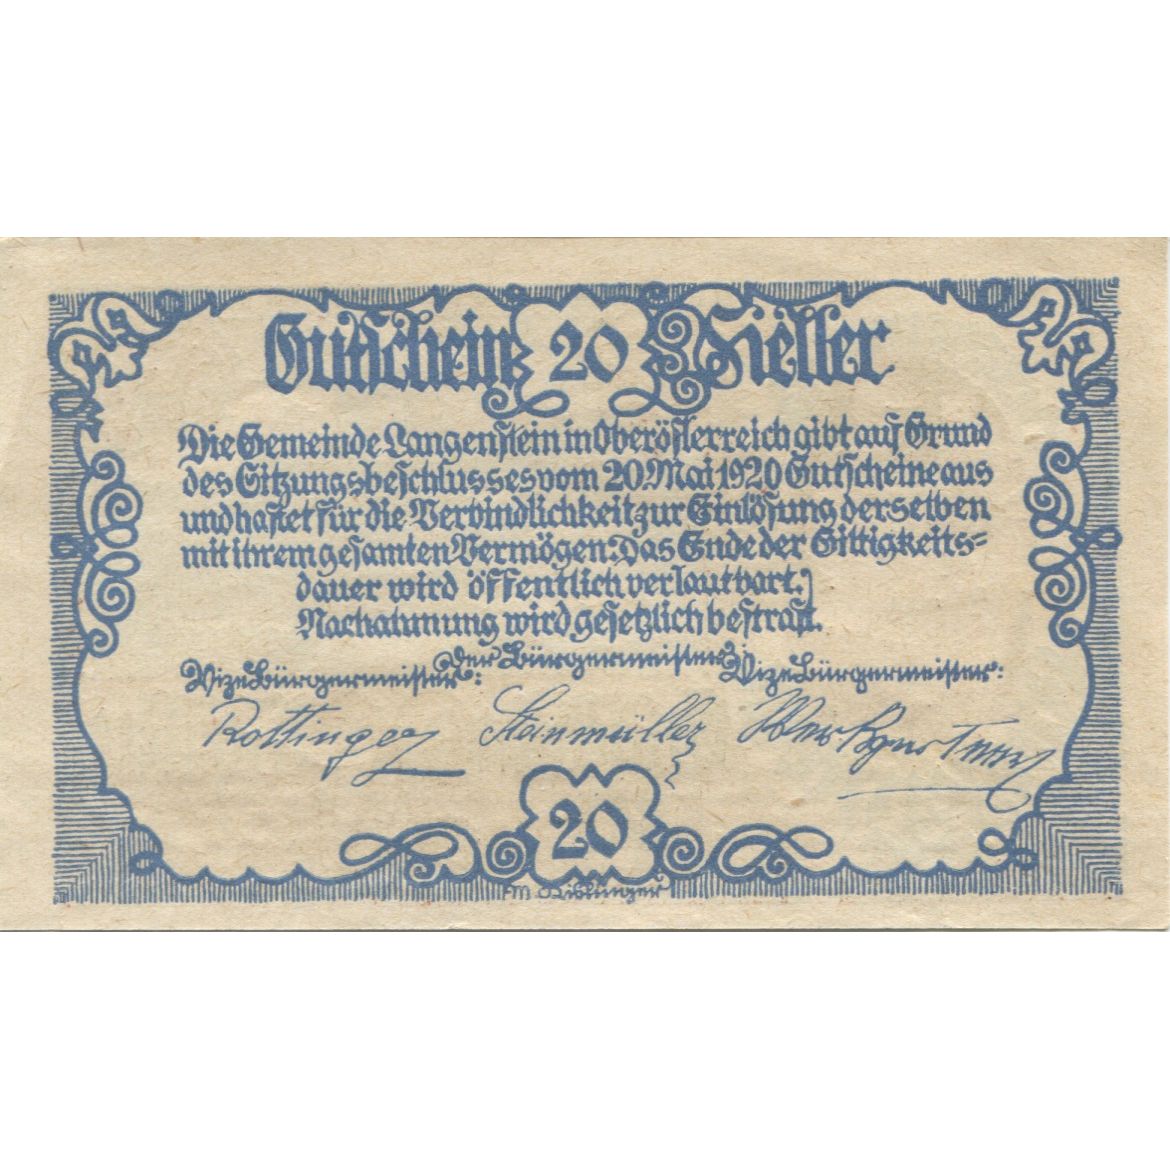 Gutschein 20 Heller
Die Gemeinde Langenstein in Oberösterreich gibt auf Grund
des Sitzungsbeschlusses vom 20. Mai 1920 Gutscheine aus
und haftet für die Verbindlichkeit zur Einlösung derselben
mit ihrem gesamten Vermögen. Das Ende der Giltigkeits-
dauer wird öffentlich verlautbart.
Nachahmung wird gesetzlich bestraft.
der Bürgermeister:
Vizebürgermeister: Vizebürgermeister:
Rottinger Steinmüller
20